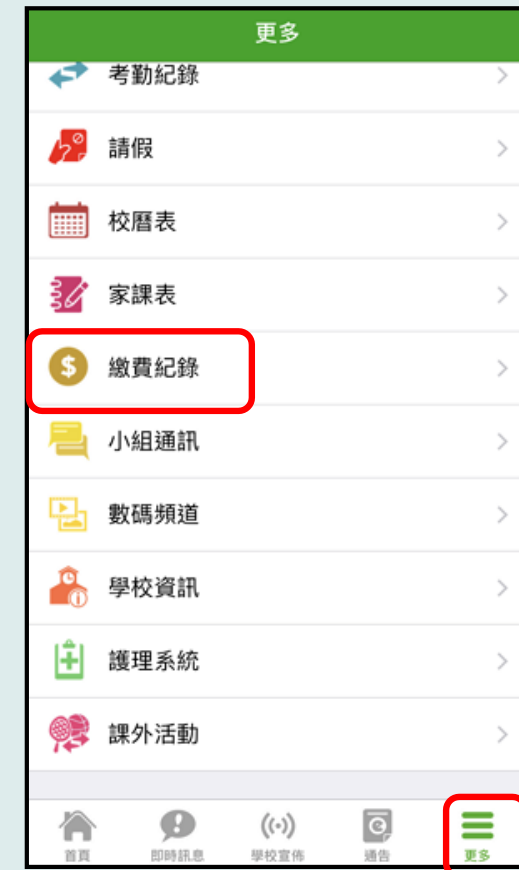 更多
考勤紀錄
請假
校曆表
家課表
繳費紀錄
小組通訊
數碼頻道
學校資訊
護理系統
課外活動
首頁 即時訊息 學校宣佈 通告 更多